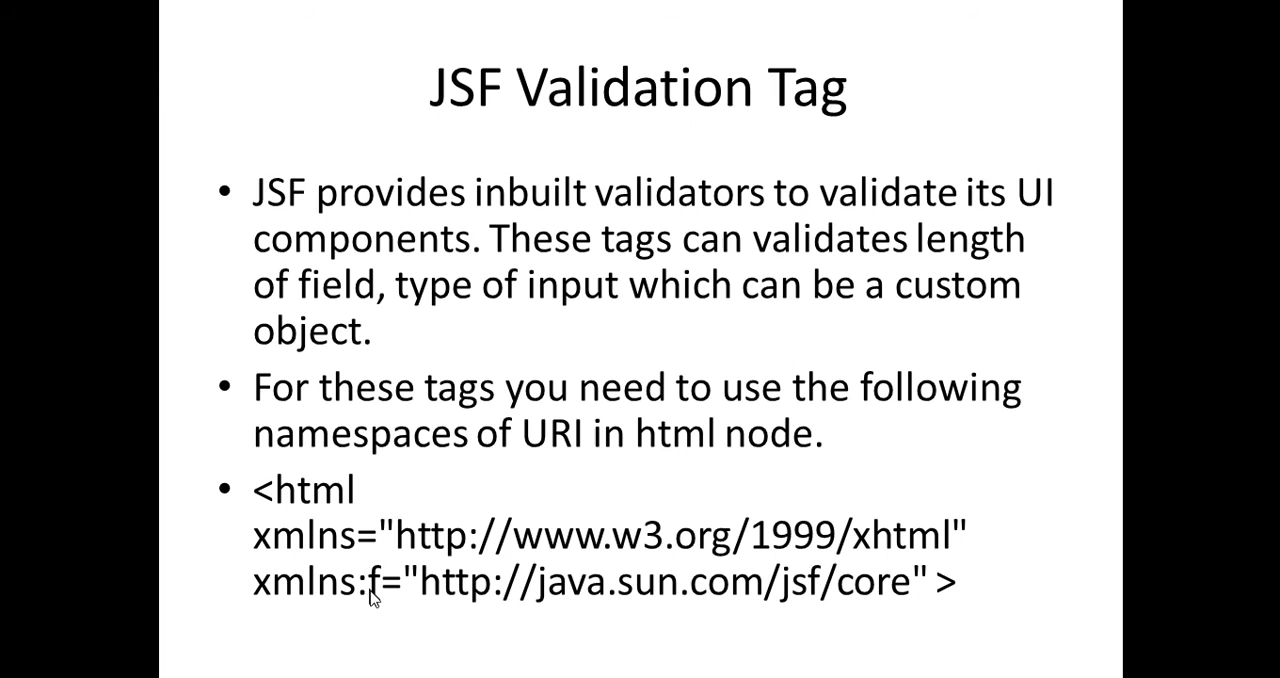 JSF Validation Tag
• JSF provides inbuilt validators to validate its UI
components. These tags can validates length
of field, type of input which can be a custom
object.
• For these tags you need to use the following
namespaces of URI in html node.
• <html
xmlns="http://www.w3.org/1999/xhtml"
xmlns:f="http://java.sun.com/jsf/core" >